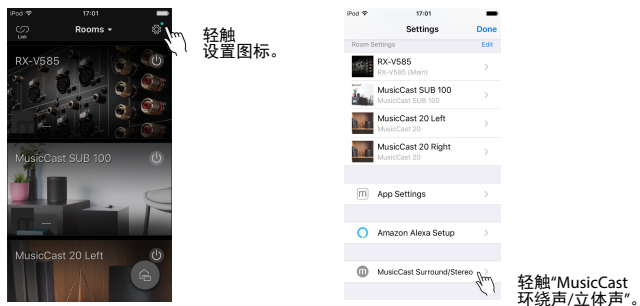 iPod 17:01
Link
Rooms
轻触
设置图标。
RX-V585
MusicCast SUB 100
MusicCast 20 Left
iPod 17:01
Settings Done
Room Settings Edit
RX-V585
RX-V585 (Main)
MusicCast SUB 100
MusicCast SUB 100
MusicCast 20 Left
MusicCast 20
MusicCast 20 Right
MusicCast 20
App Settings
Amazon Alexa Setup
MusicCast Surround/Stereo
轻触“MusicCast
环绕声/立体声”。